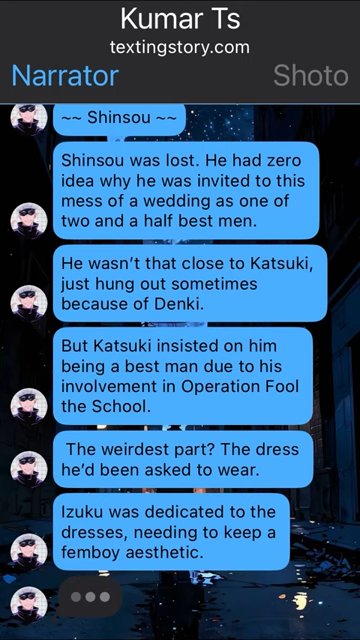 Kumar Ts
textingstory.com
Narrator
Shoto
~~ Shinsou ~~
Shinsou was lost. He had zero
idea why he was invited to this
mess of a wedding as one of
two and a half best men.
He wasn't that close to Katsuki,
just hung out sometimes
because of Denki.
But Katsuki insisted on him
being a best man due to his
involvement in Operation Fool
the School.
The weirdest part? The dress
he'd been asked to wear.
Izuku was dedicated to the
dresses, needing to keep a
femboy aesthetic.